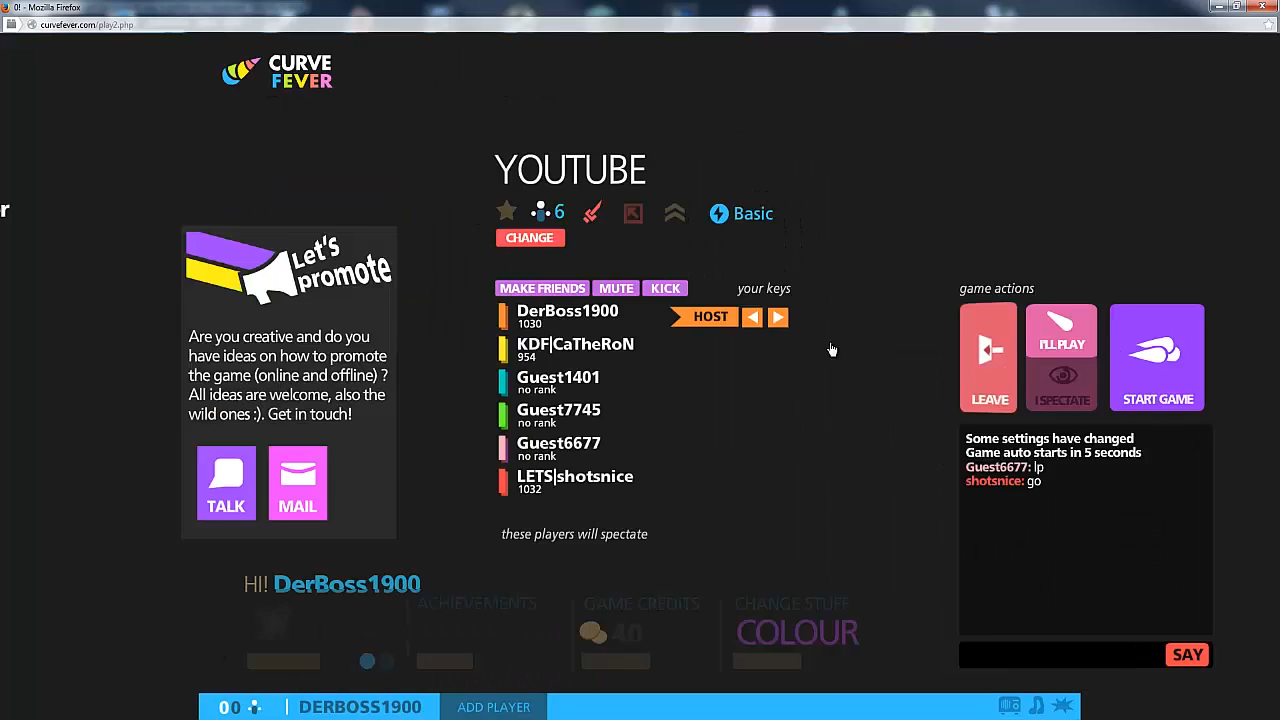 0! - Mozilla Firefox
curvefever.com/play2.php
CURVE
FEVER
r
YOUTUBE
6
Basic
CHANGE
Let's
promote
Are you creative and do you
have ideas on how to promote
the game (online and offline) ?
All ideas are welcome, also the
wild ones :). Get in touch!
TALK
MAIL
MAKE FRIENDS
MUTE
KICK
your keys
DerBoss1900
1030
HOST
KDF|CaTheRoN
954
Guest1401
no rank
Guest7745
no rank
Guest6677
no rank
LETS|shotsnice
1032
these players will spectate
game actions
LEAVE
I'LL PLAY
I SPECTATE
START GAME
Some settings have changed
Game auto starts in 5 seconds
Guest6677: lp
shotsnice: go
SAY
HI! DerBoss1900
ACHIEVEMENTS
GAME CREDITS
40
CHANGE STUFF
COLOUR
00
DERBOSS1900
ADD PLAYER